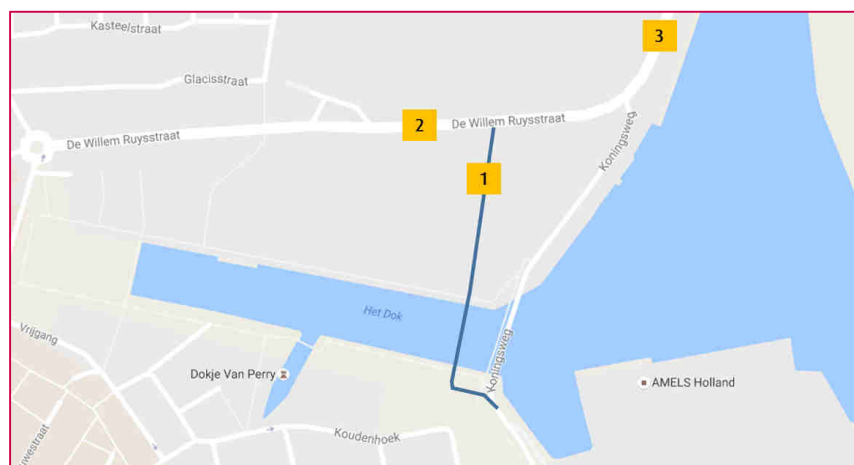 Kasteelstraat
3
Glacisstraat
2
De Willem Ruysstraat
De Willem Ruysstraat
Koningsweg
1
Het Dok
Vrijgang
Koningsweg
Dokje Van Perry
AMELS Holland
Koudenhoek
uwestraat